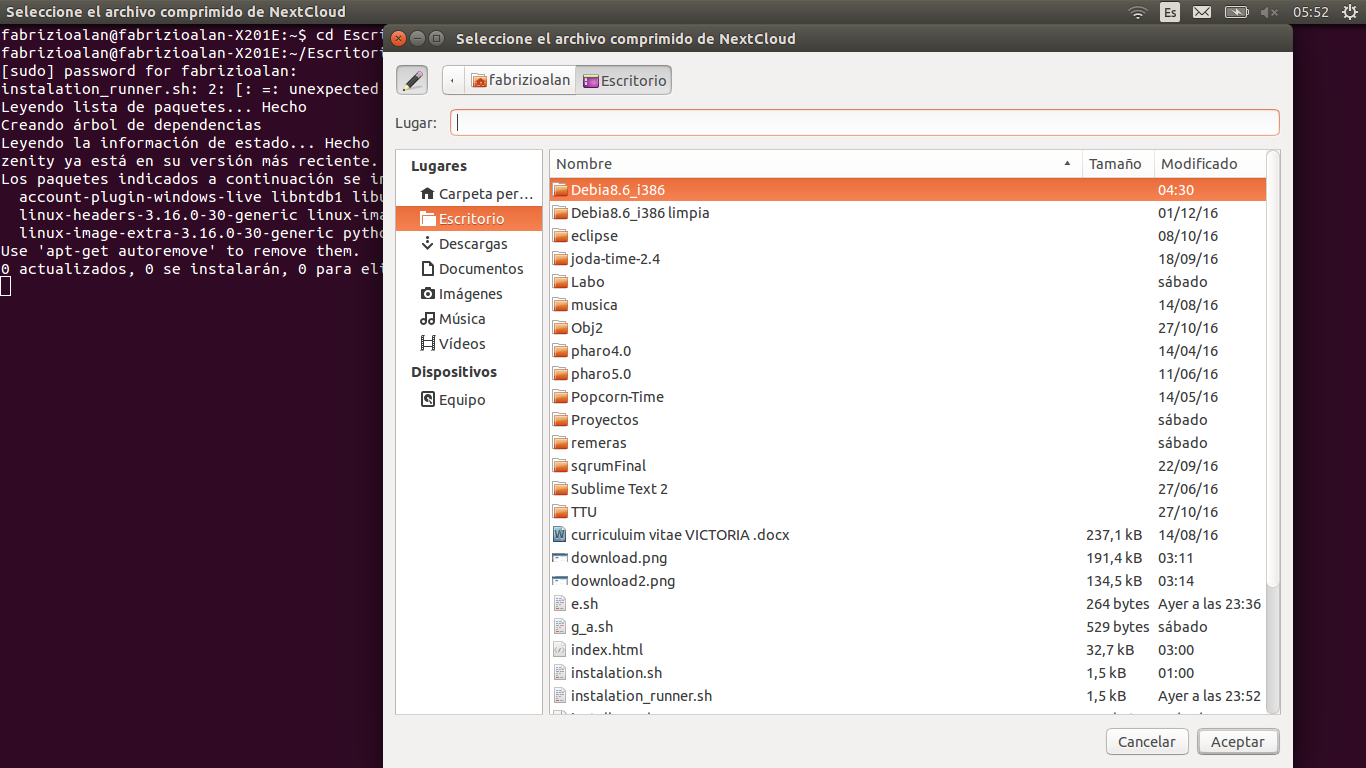 Seleccione el archivo comprimido de NextCloud
Es
05:52
fabrizioalan@fabrizioalan-X201E:~$ cd Escri
fabrizioalan@fabrizioalan-X201E:~/Escritori
[sudo] password for fabrizioalan:
instalation_runner.sh: 2: [: =: unexpected
Leyendo lista de paquetes... Hecho
Creando árbol de dependencias
Leyendo la información de estado... Hecho
zenity ya está en su versión más reciente.
Los paquetes indicados a continuación se in
account-plugin-windows-live libntdb1 libu
linux-headers-3.16.0-30-generic linux-ima
linux-image-extra-3.16.0-30-generic pytho
Use 'apt-get autoremove' to remove them.
0 actualizados, 0 se instalarán, 0 para eli
Seleccione el archivo comprimido de NextCloud
fabrizioalan
Escritorio
Lugar:
Lugares
Carpeta per...
Escritorio
Descargas
Documentos
Imágenes
Música
Vídeos
Dispositivos
Equipo
Nombre Tamaño Modificado
Debia8.6_i386 04:30
Debia8.6_i386 limpia 01/12/16
eclipse 08/10/16
joda-time-2.4 18/09/16
Labo sábado
musica 14/08/16
Obj2 27/10/16
pharo4.0 14/04/16
pharo5.0 11/06/16
Popcorn-Time 14/05/16
Proyectos sábado
remeras sábado
sqrumFinal 22/09/16
Sublime Text 2 27/06/16
TTU 27/10/16
curriculuim vitae VICTORIA .docx 237,1 kB 14/08/16
download.png 191,4 kB 03:11
download2.png 134,5 kB 03:14
e.sh 264 bytes Ayer a las 23:36
g_a.sh 529 bytes sábado
index.html 32,7 kB 03:00
instalation.sh 1,5 kB 01:00
instalation_runner.sh 1,5 kB Ayer a las 23:52
Cancelar
Aceptar